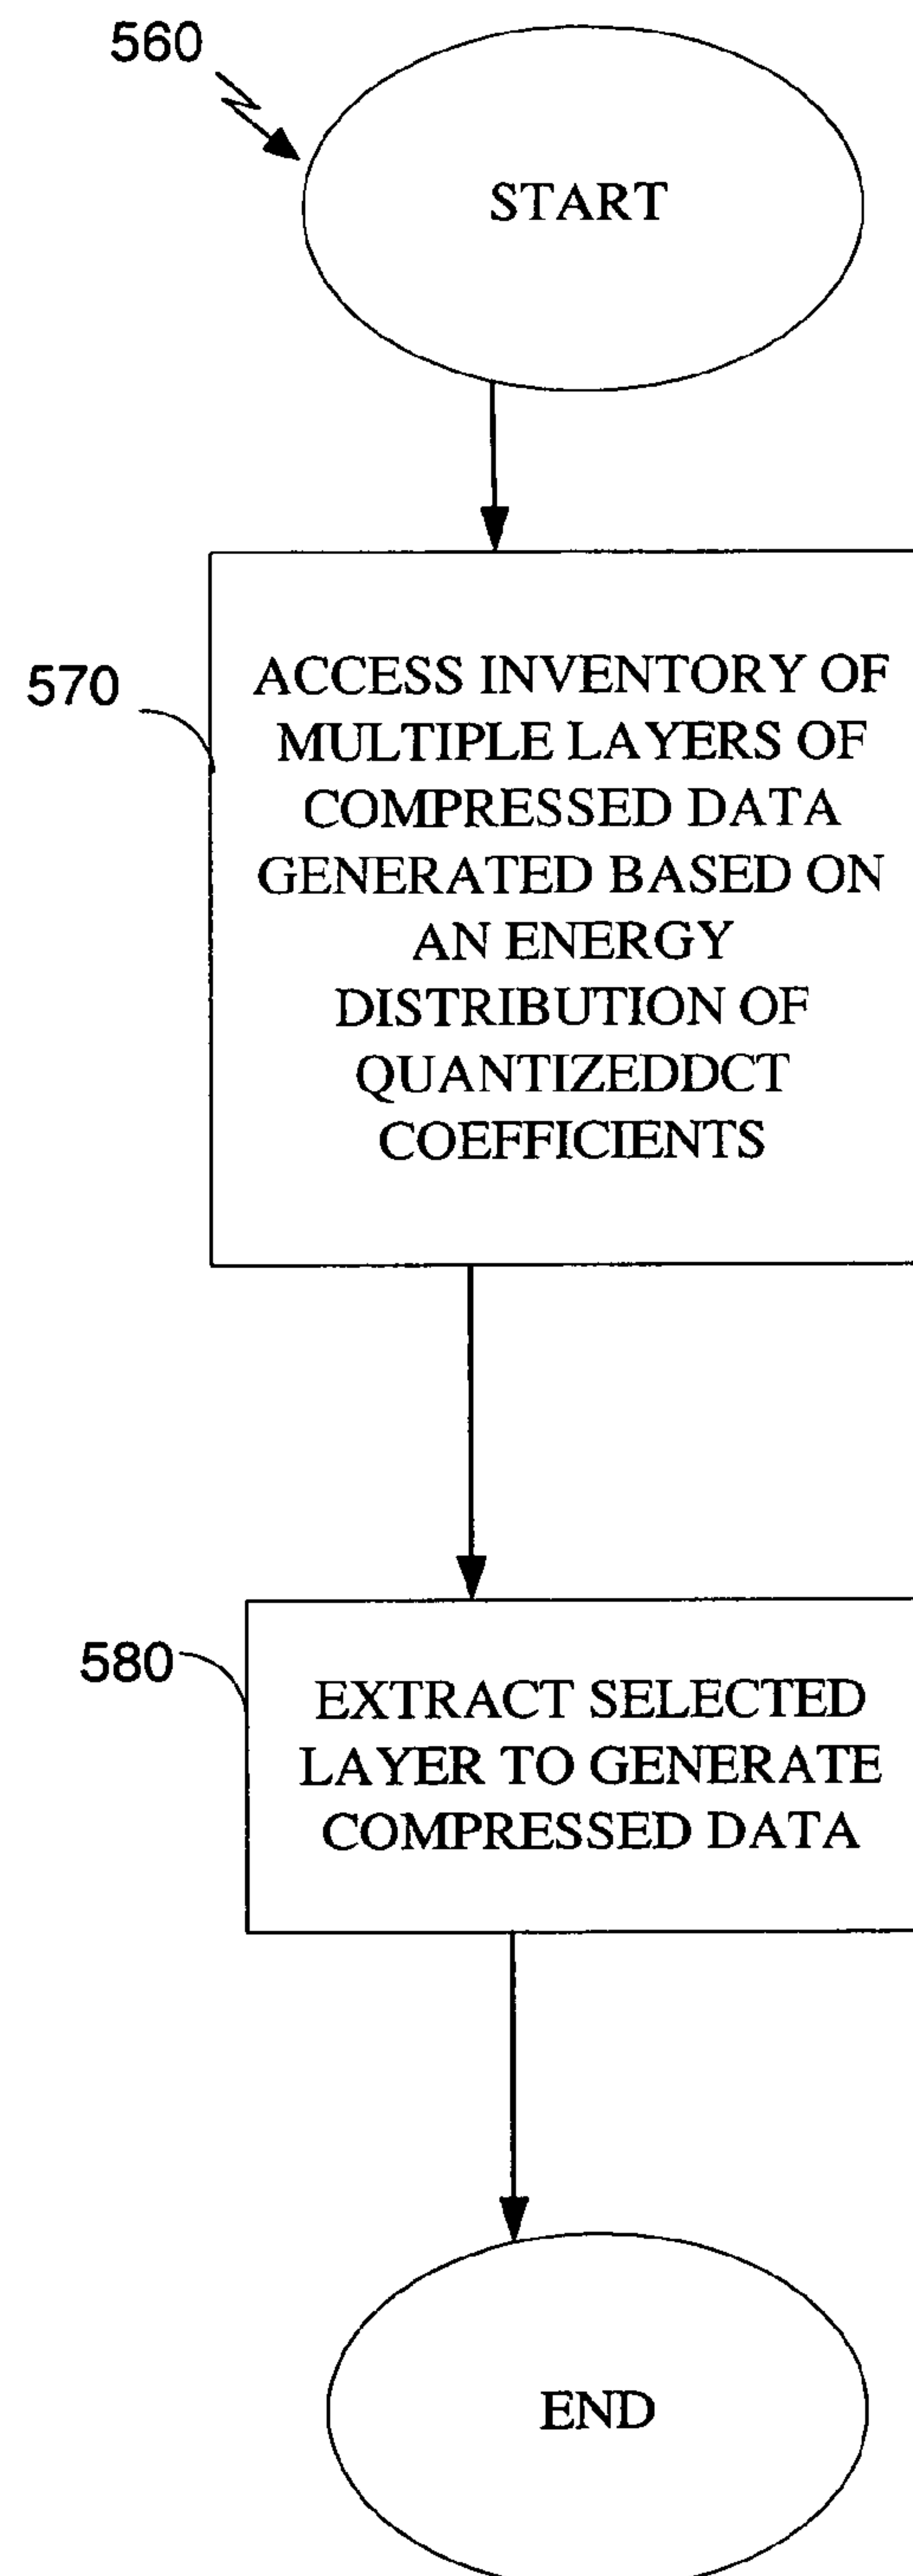 560
START
570
ACCESS INVENTORY OF
MULTIPLE LAYERS OF
COMPRESSED DATA
GENERATED BASED ON
AN ENERGY
DISTRIBUTION OF
QUANTIZEDDCT
COEFFICIENTS
580
EXTRACT SELECTED
LAYER TO GENERATE
COMPRESSED DATA
END